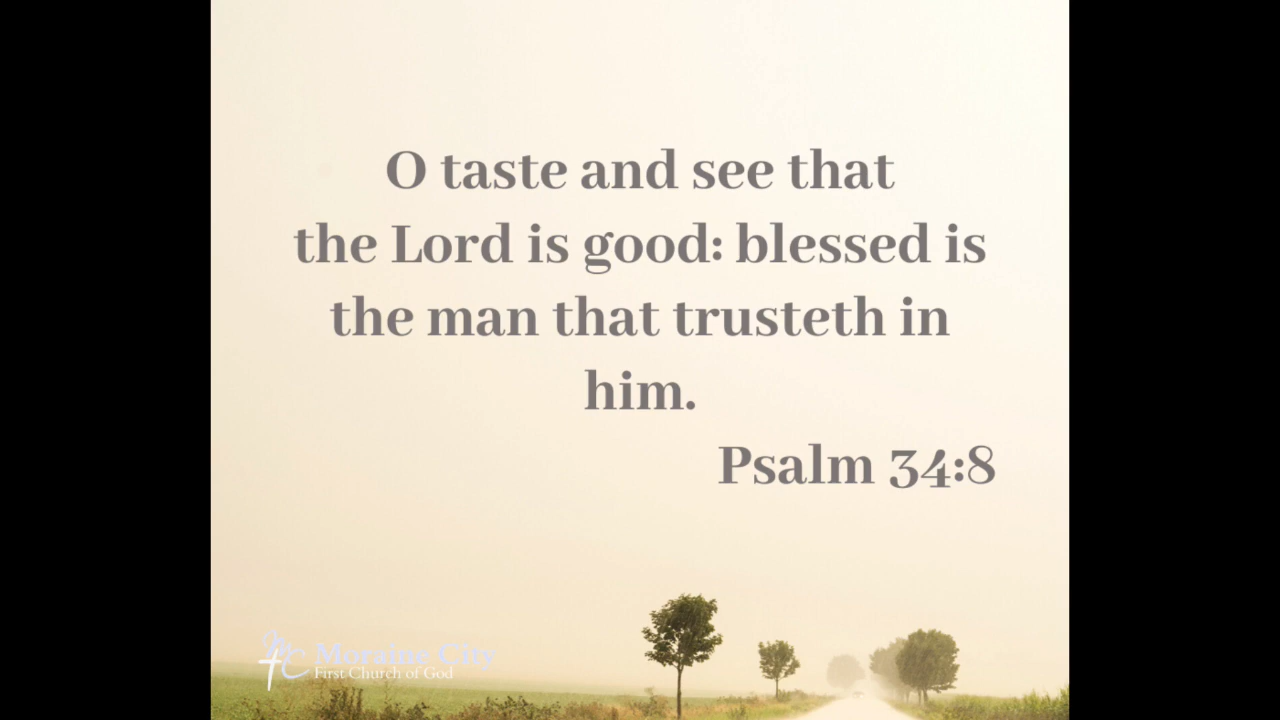 O taste and see that
the Lord is good: blessed is
the man that trusteth in
him.
Psalm 34:8
Moraine City
First Church of God